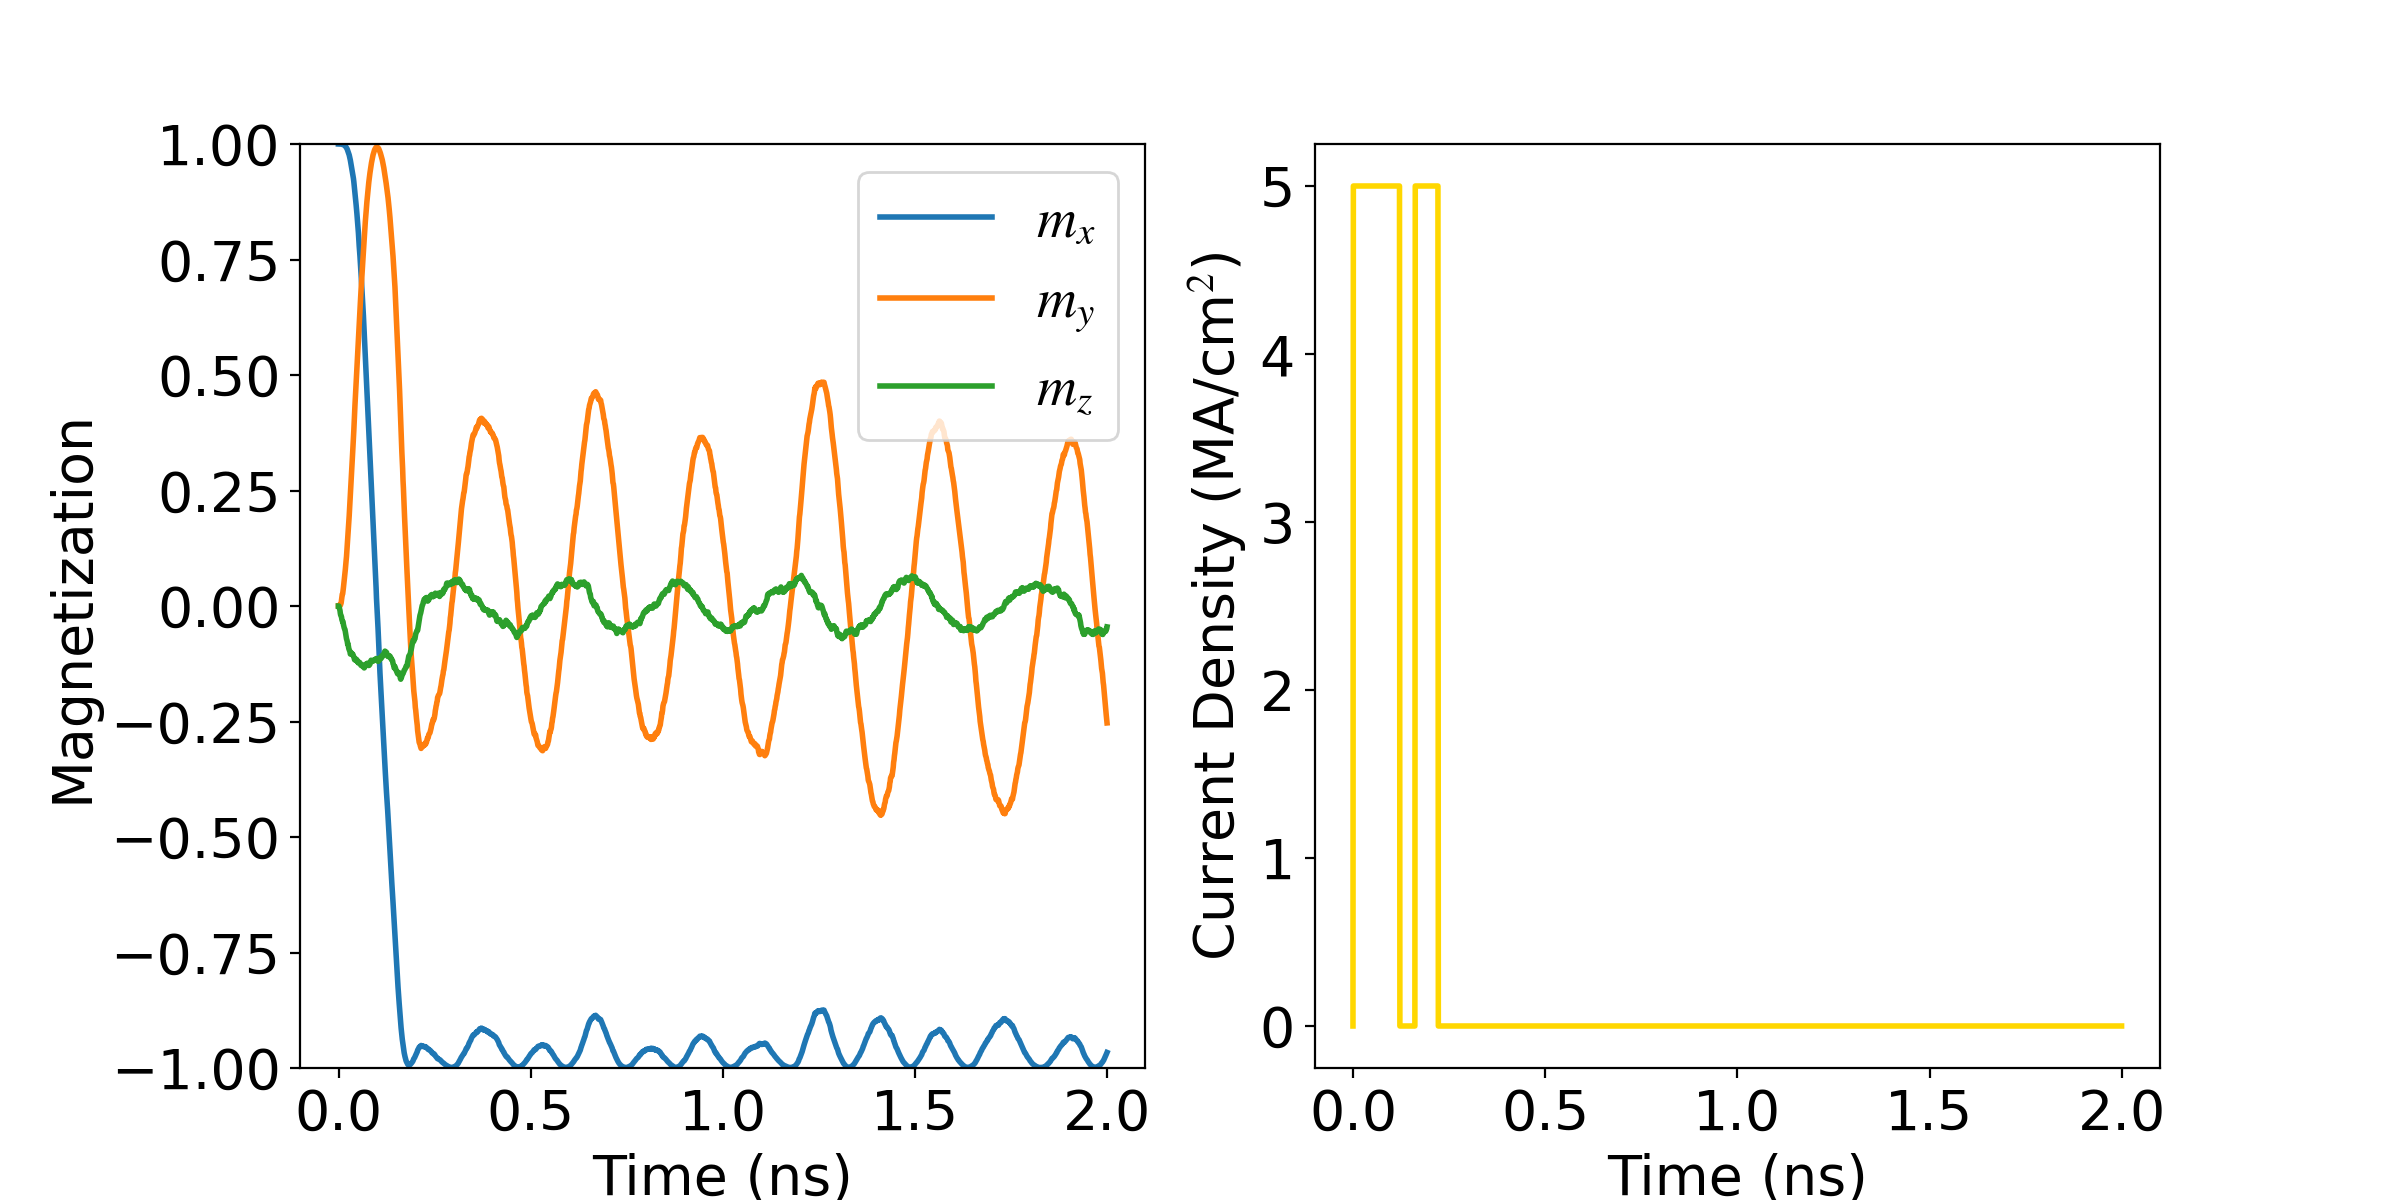 1.00
0.75
0.50
0.25
0.00
−0.25
−0.50
−0.75
−1.00
Magnetization
0.0 0.5 1.0 1.5 2.0
Time (ns)
mₓ
m_y
m_z
5
4
3
2
1
0
Current Density (MA/cm²)
0.0 0.5 1.0 1.5 2.0
Time (ns)